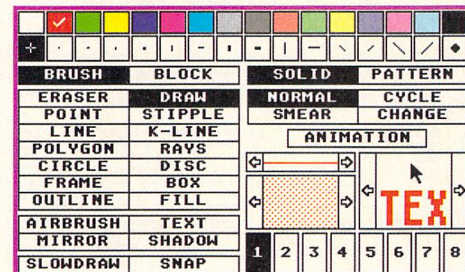 BRUSH BLOCK SOLID PATTERN
ERASER DRAW NORMAL CYCLE
POINT STIPPLE SMEAR CHANGE
LINE K-LINE ANIMATION
POLYGON RAYS
CIRCLE DISC
FRAME BOX
OUTLINE FILL
TEX
AIRBRUSH TEXT
MIRROR SHADOW
SLOWDRAW SNAP
1 2 3 4 5 6 7 8